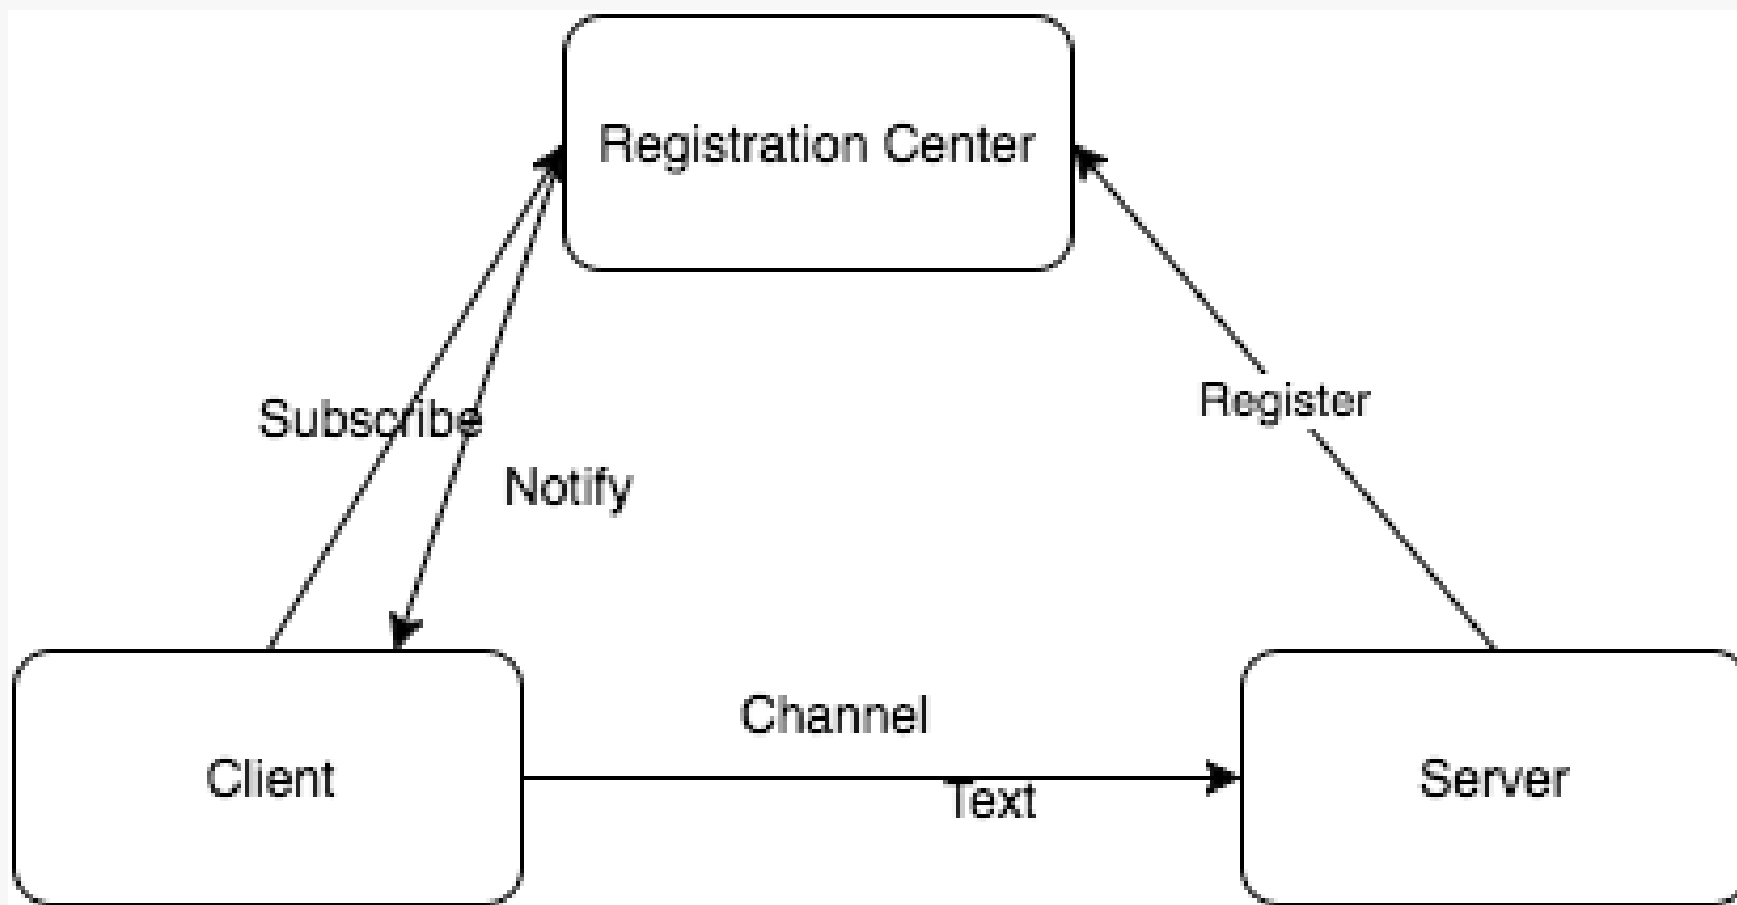 Registration Center
Subscribe
Register
Notify
Channel
Client
Text
Server